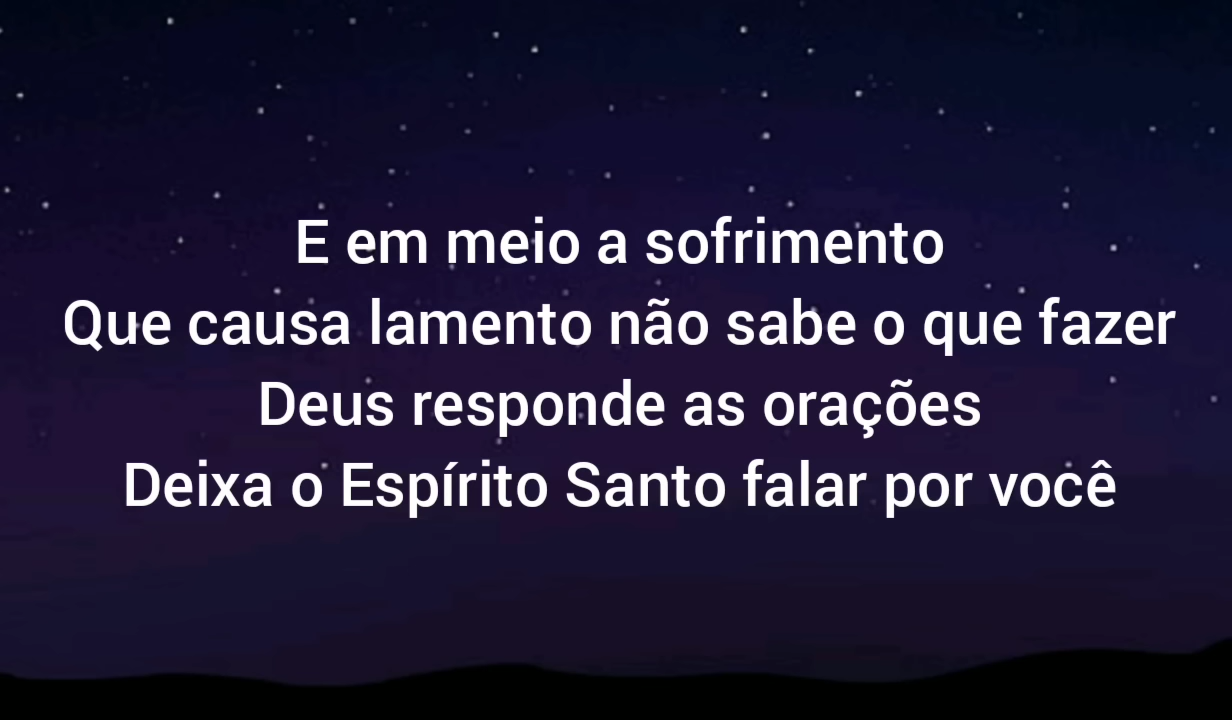 E em meio a sofrimento
Que causa lamento não sabe o que fazer
Deus responde as orações
Deixa o Espírito Santo falar por você